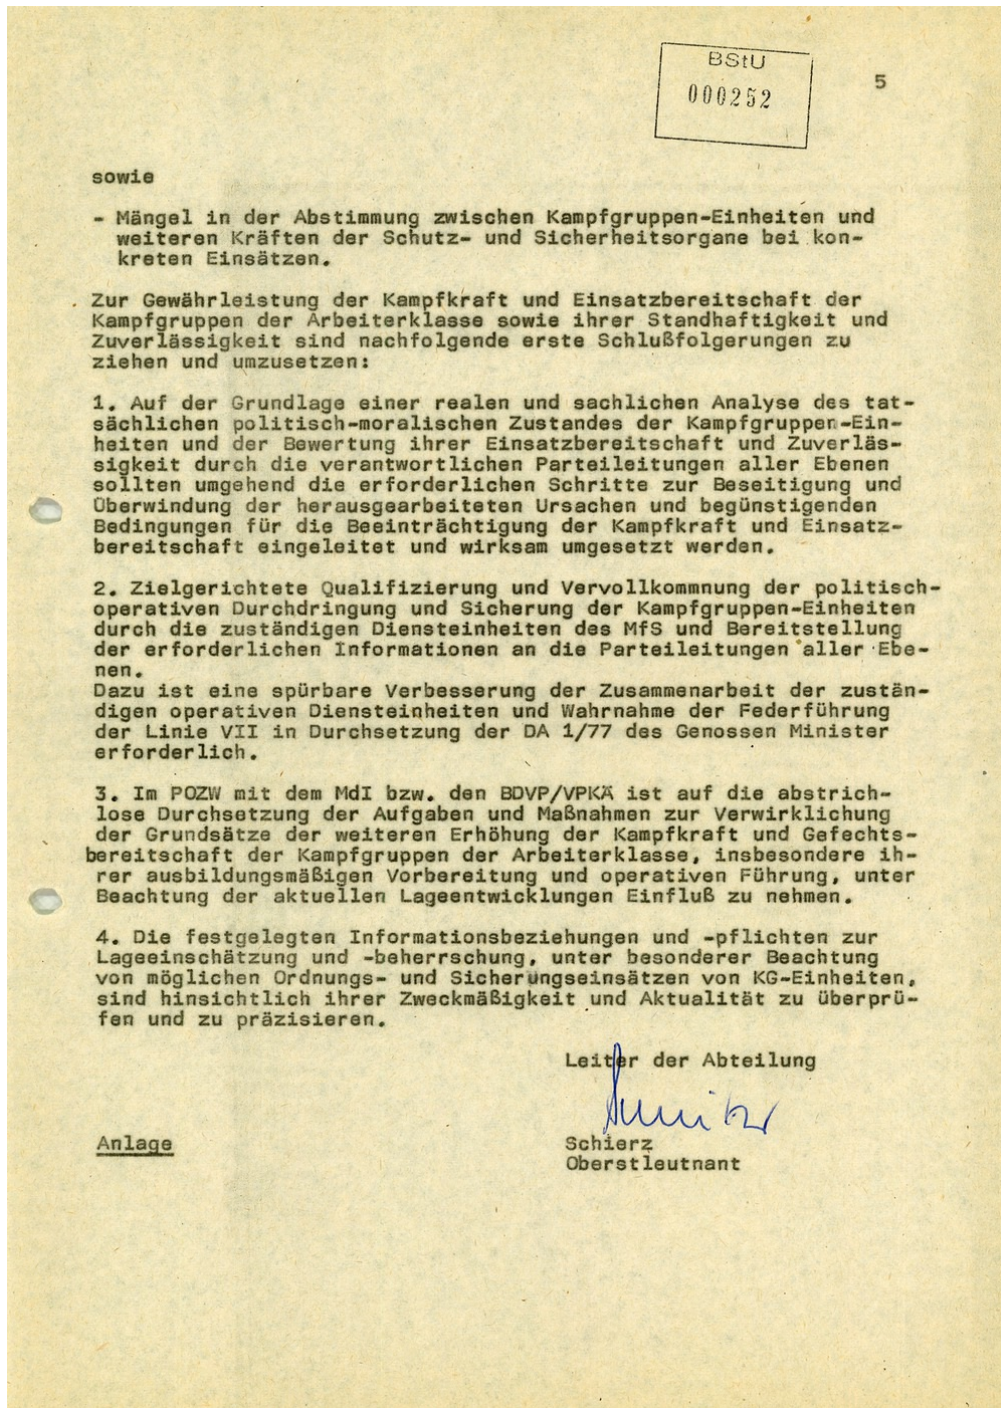 BStU
000252
5
sowie
- Mängel in der Abstimmung zwischen Kampfgruppen-Einheiten und
weiteren Kräften der Schutz- und Sicherheitsorgane bei kon-
kreten Einsätzen.
Zur Gewährleistung der Kampfkraft und Einsatzbereitschaft der
Kampfgruppen der Arbeiterklasse sowie ihrer Standhaftigkeit und
Zuverlässigkeit sind nachfolgende erste Schlußfolgerungen zu
ziehen und umzusetzen:
1. Auf der Grundlage einer realen und sachlichen Analyse des tat-
sächlichen politisch-moralischen Zustandes der Kampfgruppen-Ein-
heiten und der Bewertung ihrer Einsatzbereitschaft und Zuverläs-
sigkeit durch die verantwortlichen Parteileitungen aller Ebenen
sollten umgehend die erforderlichen Schritte zur Beseitigung und
Überwindung der herausgearbeiteten Ursachen und begünstigenden
Bedingungen für die Beeinträchtigung der Kampfkraft und Einsatz-
bereitschaft eingeleitet und wirksam umgesetzt werden.
2. Zielgerichtete Qualifizierung und Vervollkommnung der politisch-
operativen Durchdringung und Sicherung der Kampfgruppen-Einheiten
durch die zuständigen Diensteinheiten des MfS und Bereitstellung
der erforderlichen Informationen an die Parteileitungen aller Ebe-
nen.
Dazu ist eine spürbare Verbesserung der Zusammenarbeit der zustän-
digen operativen Diensteinheiten und Wahrnahme der Federführung
der Linie VII in Durchsetzung der DA 1/77 des Genossen Minister
erforderlich.
3. Im POZW mit dem MdI bzw. den BDVP/VPKÄ ist auf die abstrich-
lose Durchsetzung der Aufgaben und Maßnahmen zur Verwirklichung
der Grundsätze der weiteren Erhöhung der Kampfkraft und Gefechts-
bereitschaft der Kampfgruppen der Arbeiterklasse, insbesondere ih-
rer ausbildungsmäßigen Vorbereitung und operativen Führung, unter
Beachtung der aktuellen Lageentwicklungen Einfluß zu nehmen.
4. Die festgelegten Informationsbeziehungen und -pflichten zur
Lageeinschätzung und -beherrschung, unter besonderer Beachtung
von möglichen Ordnungs- und Sicherungseinsätzen von KG-Einheiten,
sind hinsichtlich ihrer Zweckmäßigkeit und Aktualität zu überprü-
fen und zu präzisieren.
Leiter der Abteilung
Anlage
Schierz
Oberstleutnant